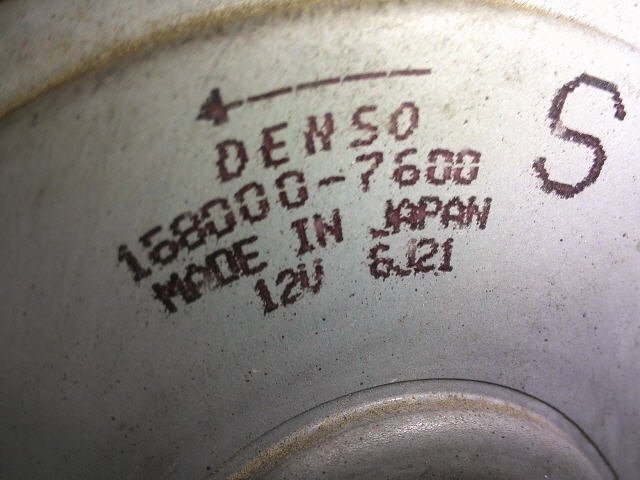 DENSO
S
168000-7600
MADE IN JAPAN
12V 6J21